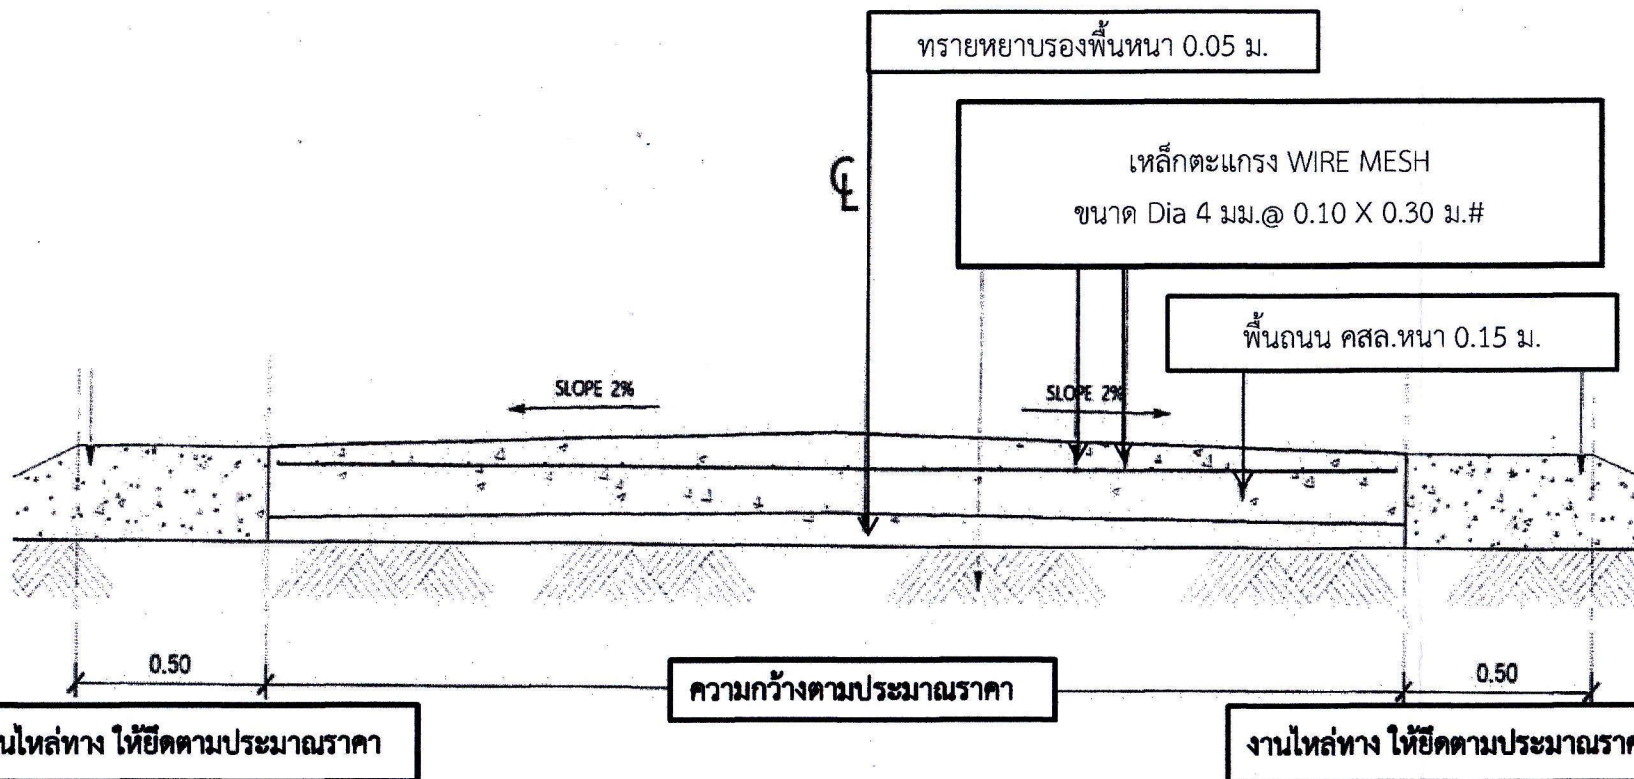 ทรายหยาบรองพื้นหนา 0.05 ม.
เหล็กตะแกรง WIRE MESH
ขนาด Dia 4 มม.@ 0.10 X 0.30 ม.#
พื้นถนน คสล.หนา 0.15 ม.
SLOPE 2%
SLOPE 2%
0.50
ความกว้างตามประมาณราคา
0.50
นไหล่ทาง ให้ยึดตามประมาณราคา
งานไหล่ทาง ให้ยึดตามประมาณราค